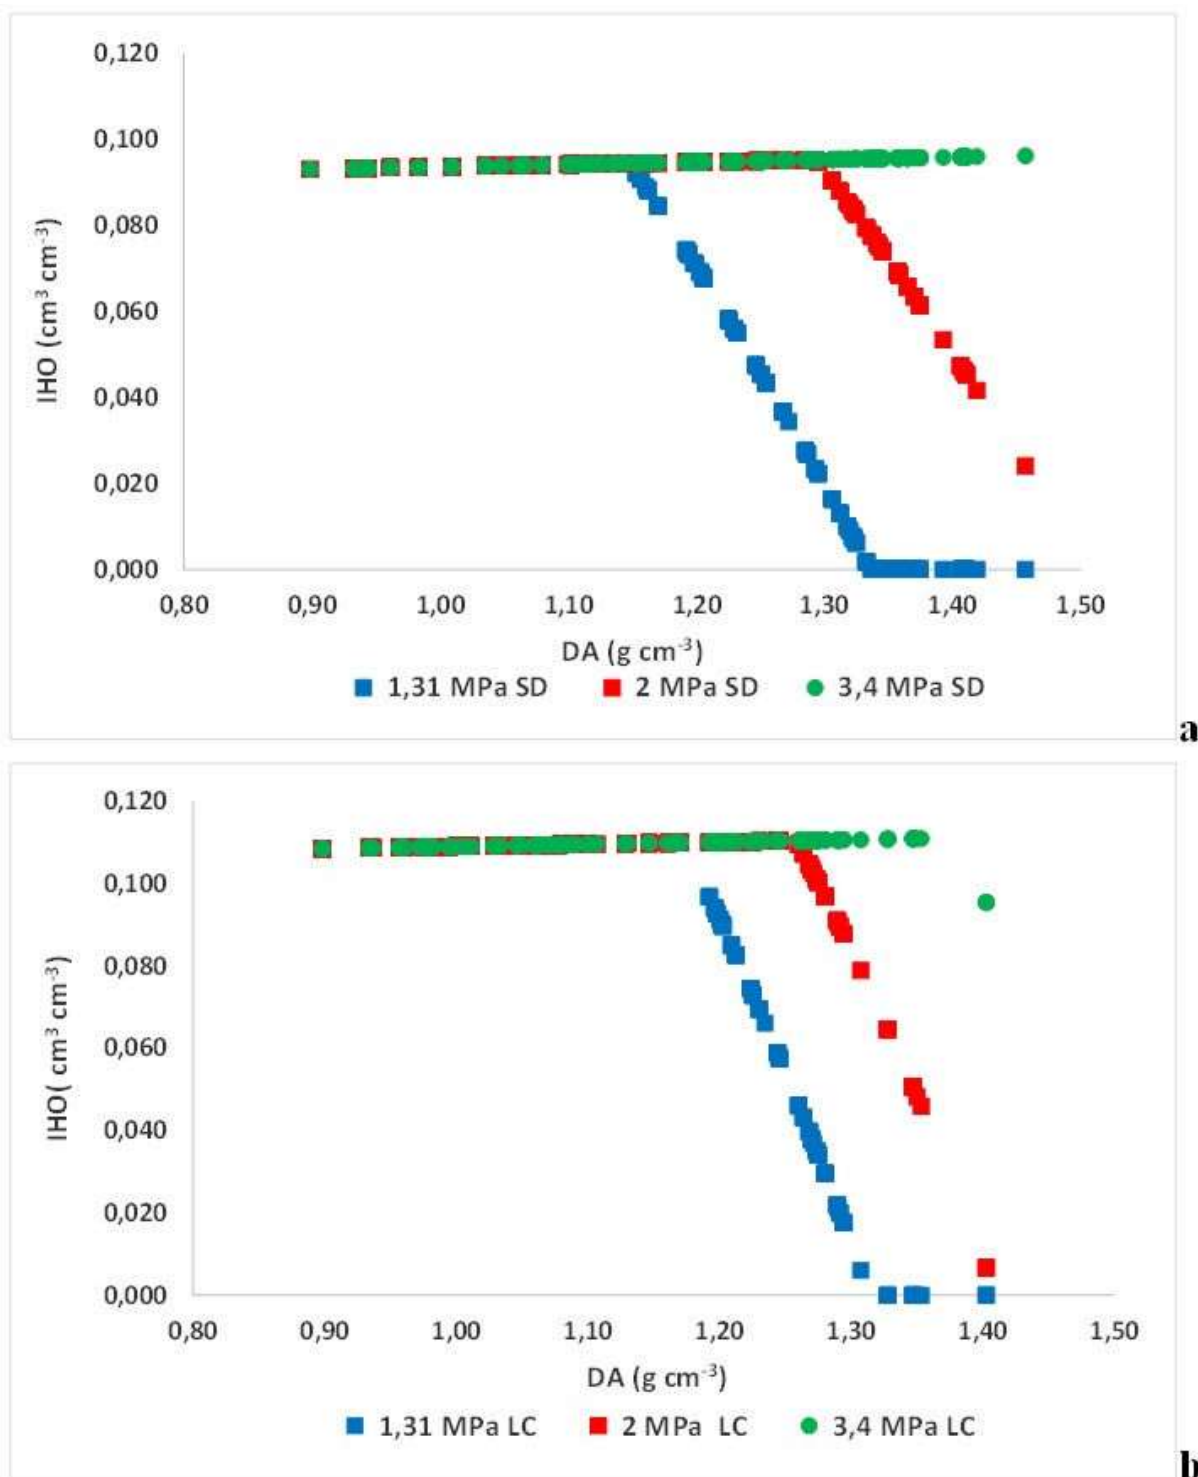 0,120
0,100
0,080
0,060
0,040
0,020
0,000
IHO (cm³ cm⁻³)
0,80 0,90 1,00 1,10 1,20 1,30 1,40 1,50
DA (g cm⁻³)
1,31 MPa SD 2 MPa SD 3,4 MPa SD
a
0,120
0,100
0,080
0,060
0,040
0,020
0,000
IHO( cm³ cm⁻³)
0,80 0,90 1,00 1,10 1,20 1,30 1,40 1,50
DA (g cm⁻³)
1,31 MPa LC 2 MPa LC 3,4 MPa LC
b